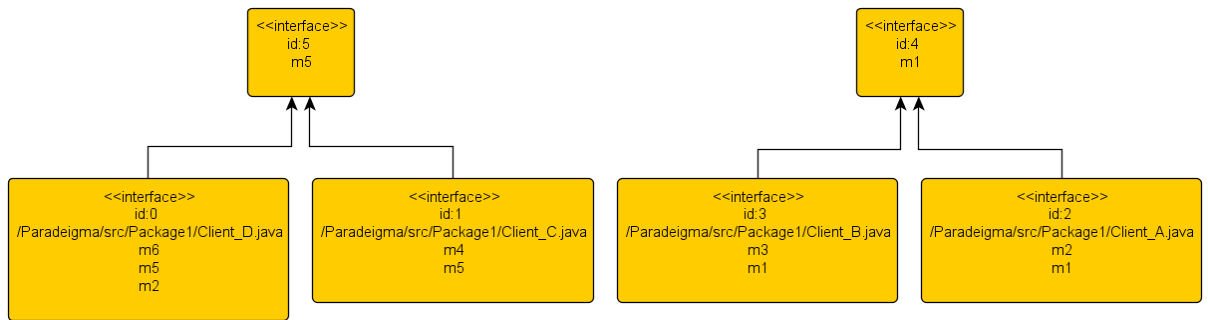 <<interface>>
id:5
m5
<<interface>>
id:4
m1
<<interface>>
id:0
/Paradeigma/src/Package1/Client_D.java
m6
m5
m2
<<interface>>
id:1
/Paradeigma/src/Package1/Client_C.java
m4
m5
<<interface>>
id:3
/Paradeigma/src/Package1/Client_B.java
m3
m1
<<interface>>
id:2
/Paradeigma/src/Package1/Client_A.java
m2
m1